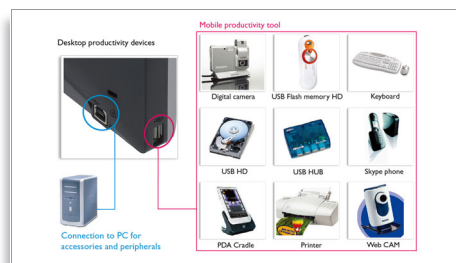 Mobile productivity tool
Desktop productivity devices
Digital camera
USB Flash memory HD
Keyboard
USB HD
USB HUB
Skype phone
Connection to PC for
accessories and peripherals
PDA Cradle
Printer
Web CAM